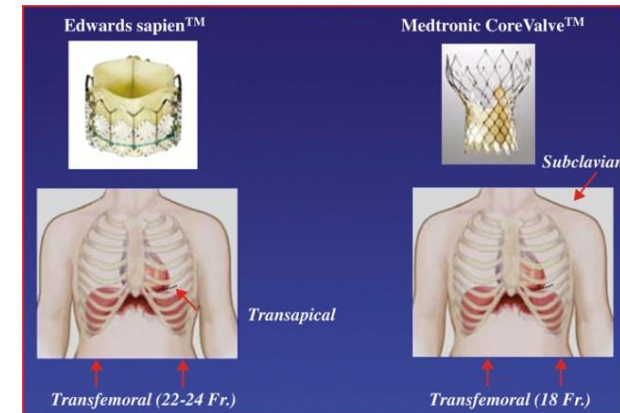 Edwards sapien™
Medtronic CoreValve™
Subclavian
Transapical
Transfemoral (22-24 Fr.)
Transfemoral (18 Fr.)